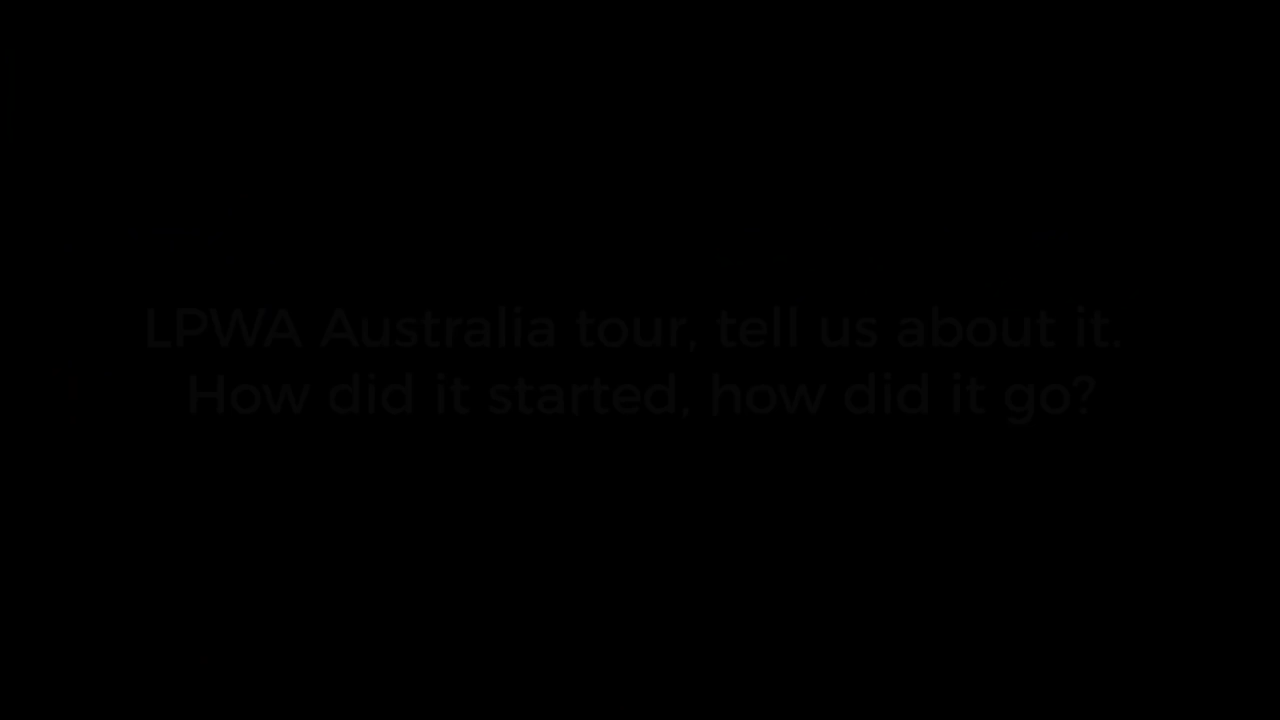 LPWA Australia tour, tell us about it.
How did it started, how did it go?